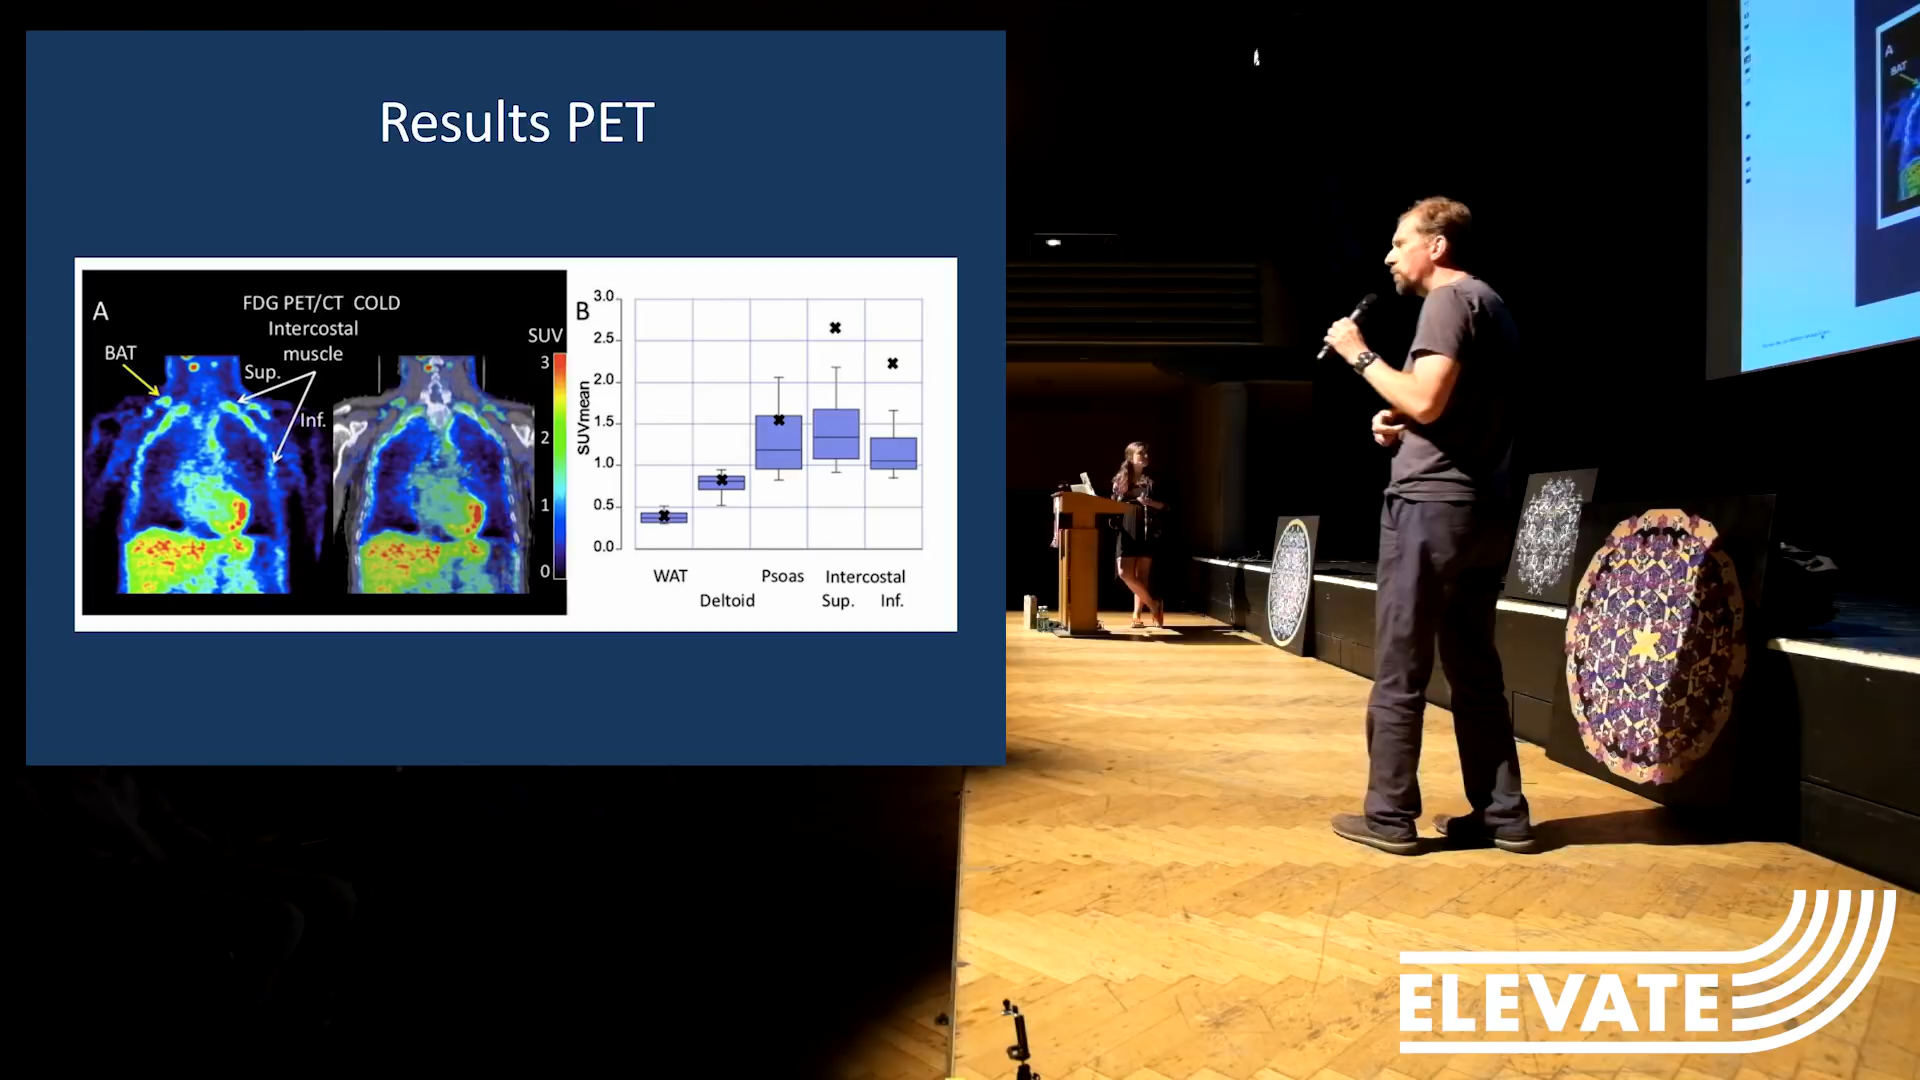 Results PET
A
FDG PET/CT COLD
Intercostal
muscle
BAT
Sup.
Inf.
SUV
3
2
1
0
B
SUVmean
3.0
2.5
2.0
1.5
1.0
0.5
0.0
WAT
Deltoid
Psoas
Intercostal
Sup.
Inf.
A
BAT
ELEVATE